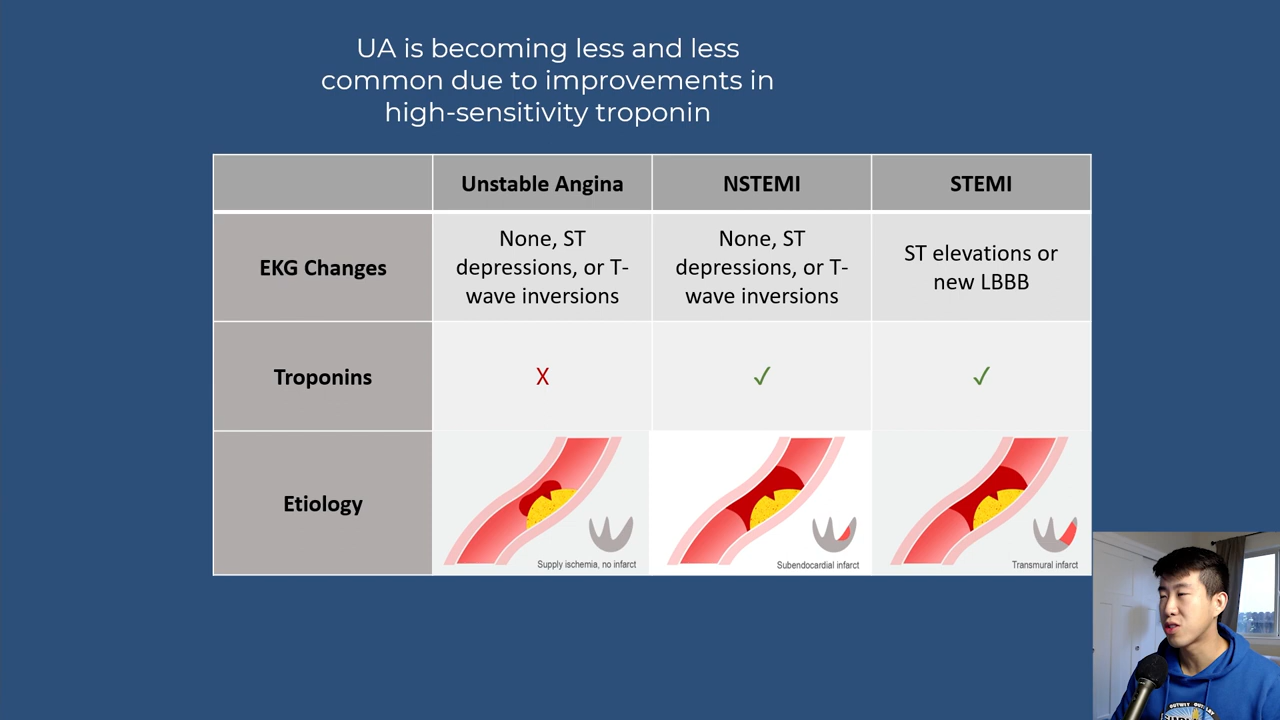 UA is becoming less and less
common due to improvements in
high-sensitivity troponin
Unstable Angina
NSTEMI
STEMI
EKG Changes
None, ST
depressions, or T-
wave inversions
None, ST
depressions, or T-
wave inversions
ST elevations or
new LBBB
Troponins
X
✓
✓
Etiology
Supply ischemia, no infarct
Subendocardial infarct
Transmural infarct